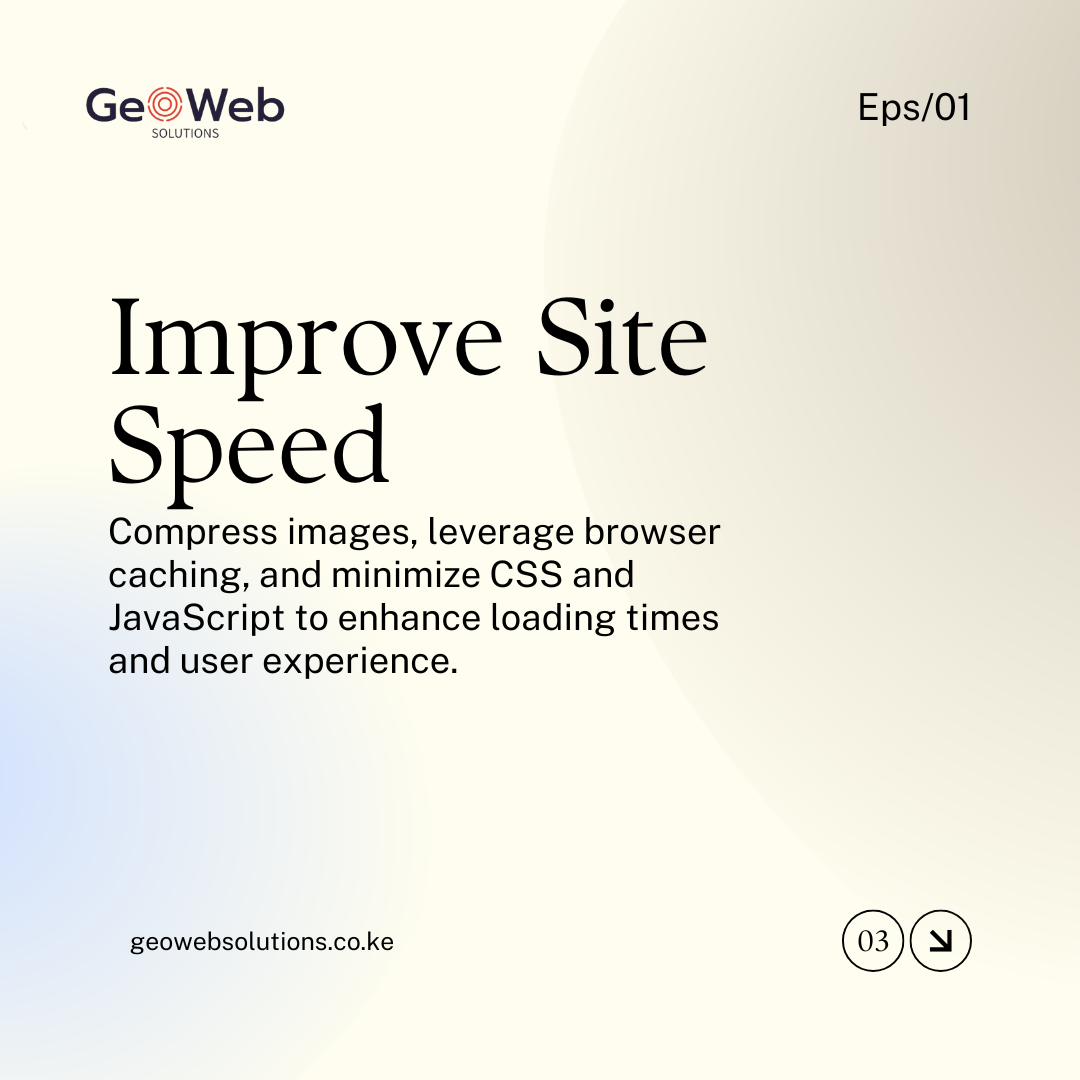 GeoWeb
SOLUTIONS
Eps/01
Improve Site
Speed
Compress images, leverage browser
caching, and minimize CSS and
JavaScript to enhance loading times
and user experience.
geowebsolutions.co.ke
03